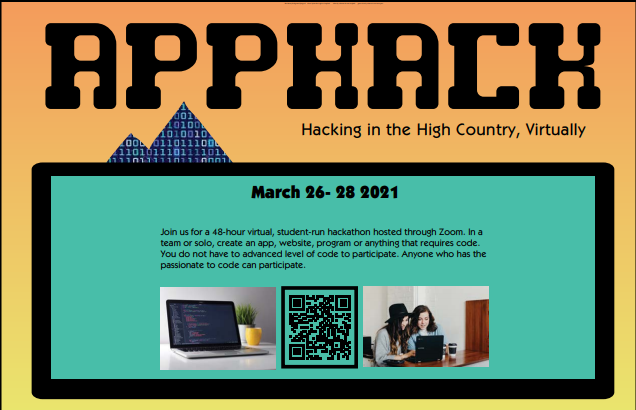 APPHACK
Hacking in the High Country, Virtually
March 26- 28 2021
Join us for a 48-hour virtual, student-run hackathon hosted through Zoom. In a
team or solo, create an app, website, program or anything that requires code.
You do not have to advanced level of code to participate. Anyone who has the
passionate to code can participate.